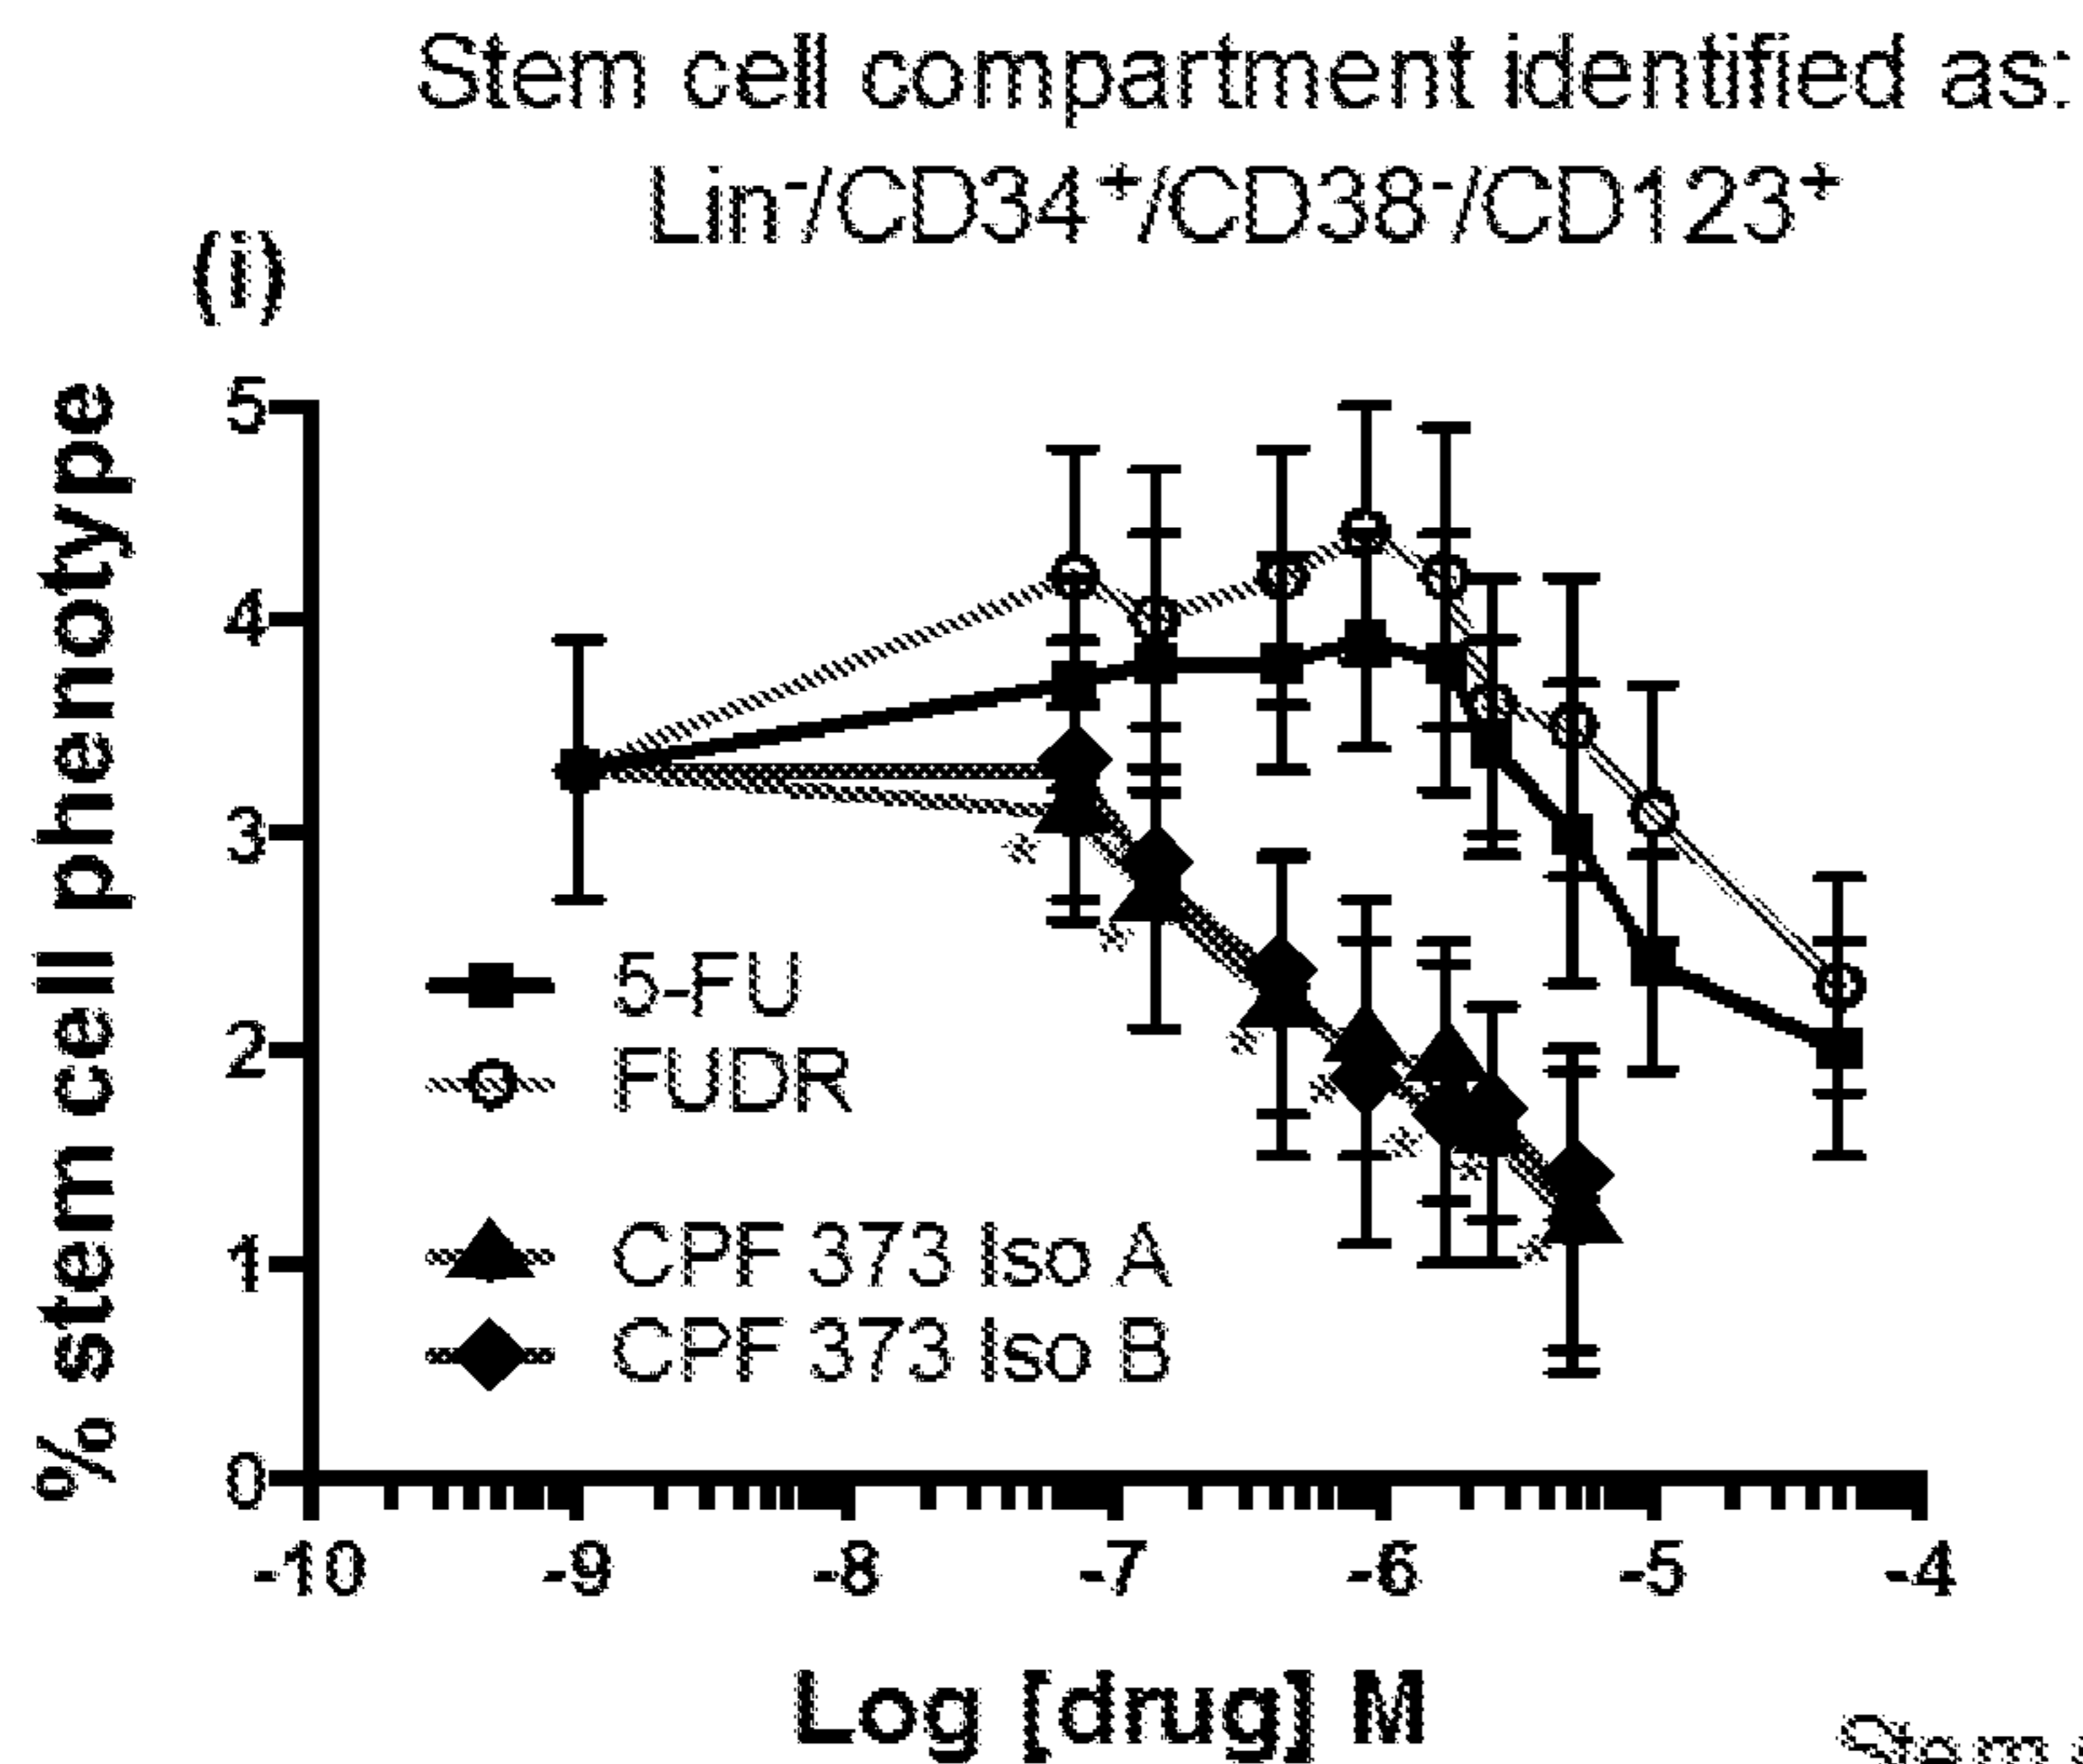 Stem cell compartment identified as:
Lin-/CD34+/CD38-/CD123+
(i)
% stem cell phenotype
5
4
3
2
1
0
5-FU
FUDR
CPF 373 Iso A
CPF 373 Iso B
* * * * * * *
-10 -9 -8 -7 -6 -5 -4
Log [drug] M